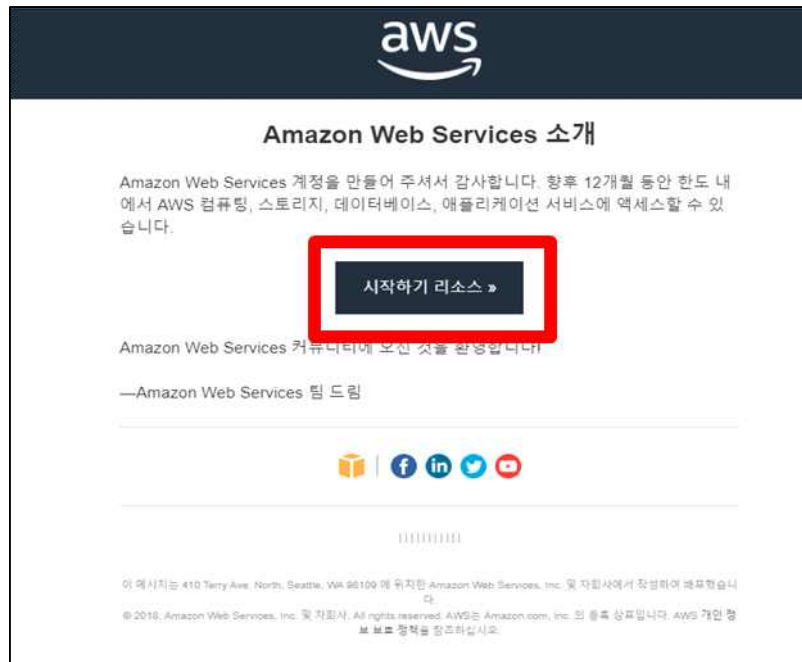 aws
Amazon Web Services 소개
Amazon Web Services 계정을 만들어 주셔서 감사합니다. 향후 12개월 동안 한도 내
에서 AWS 컴퓨팅, 스토리지, 데이터베이스, 애플리케이션 서비스에 액세스할 수 있
습니다.
시작하기 리소스 »
Amazon Web Services 커뮤니티에 오신 것을 환영합니다!
—Amazon Web Services 팀 드림
이 메시지는 410 Terry Ave. North, Seattle, WA 98109 에 위치한 Amazon Web Services, Inc. 및 자회사에서 작성하여 배포했습니
다.
© 2018, Amazon Web Services, Inc. 및 자회사. All rights reserved. AWS는 Amazon.com, Inc. 의 등록 상표입니다. AWS 개인 정
보 보호 정책을 참조하십시오.